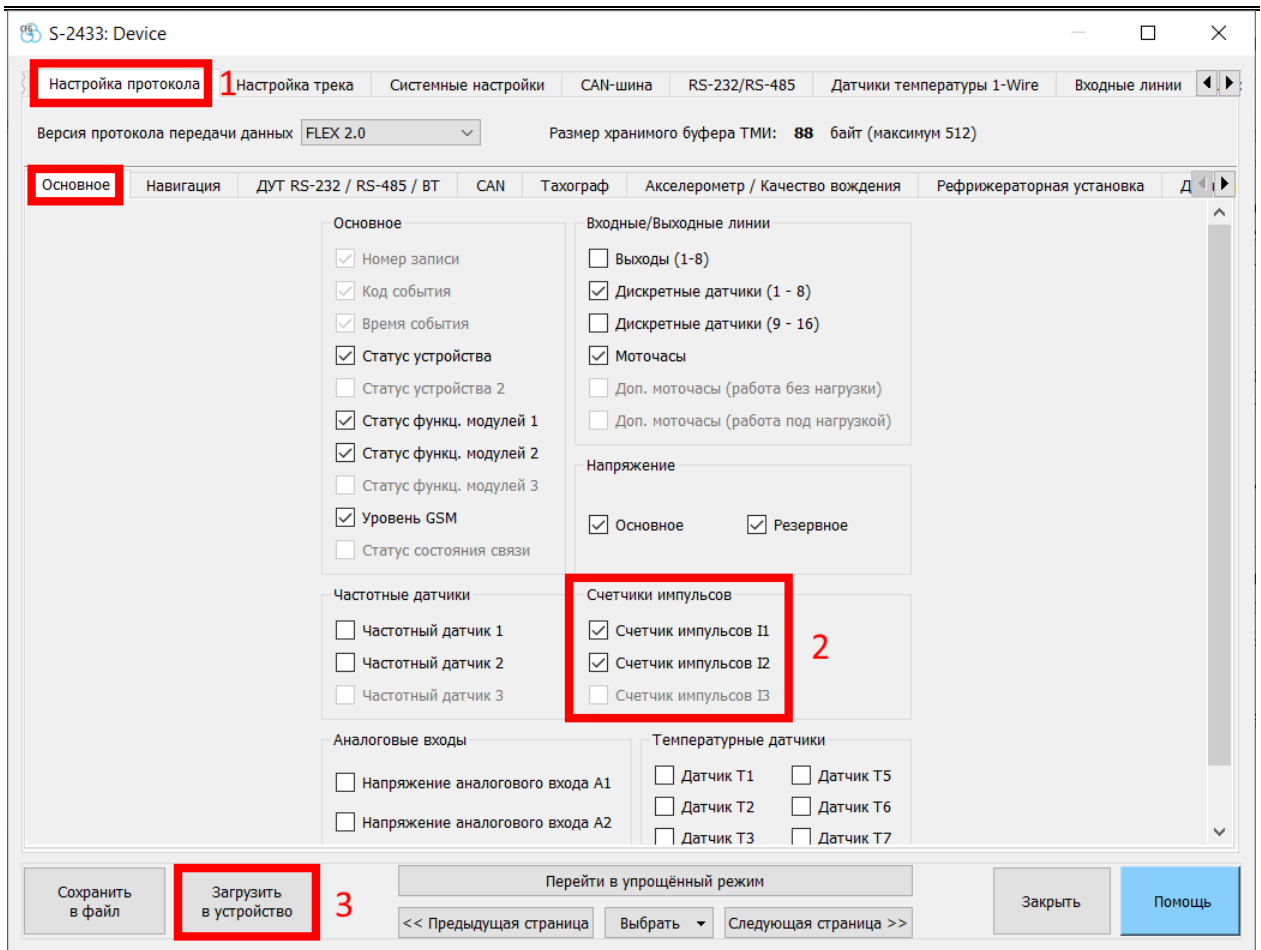 S-2433: Device
Настройка протокола
1
Настройка трека
Системные настройки
CAN-шина
RS-232/RS-485
Датчики температуры 1-Wire
Входные линии
Версия протокола передачи данных FLEX 2.0
Размер хранимого буфера ТМИ: 88 байт (максимум 512)
Основное
Навигация
ДУТ RS-232 / RS-485 / BT
CAN
Тахограф
Акселерометр / Качество вождения
Рефрижераторная установка
Основное
Номер записи
Код события
Время события
Статус устройства
Статус устройства 2
Статус функц. модулей 1
Статус функц. модулей 2
Статус функц. модулей 3
Уровень GSM
Статус состояния связи
Входные/Выходные линии
Выходы (1-8)
Дискретные датчики (1 - 8)
Дискретные датчики (9 - 16)
Моточасы
Доп. моточасы (работа без нагрузки)
Доп. моточасы (работа под нагрузкой)
Напряжение
Основное
Резервное
Частотные датчики
Частотный датчик 1
Частотный датчик 2
Частотный датчик 3
Счетчики импульсов
Счетчик импульсов I1
Счетчик импульсов I2
Счетчик импульсов I3
2
Аналоговые входы
Напряжение аналогового входа A1
Напряжение аналогового входа A2
Температурные датчики
Датчик T1
Датчик T5
Датчик T2
Датчик T6
Датчик T3
Датчик T7
Сохранить
в файл
Загрузить
в устройство
3
Перейти в упрощённый режим
<< Предыдущая страница
Выбрать
Следующая страница >>
Закрыть
Помощь